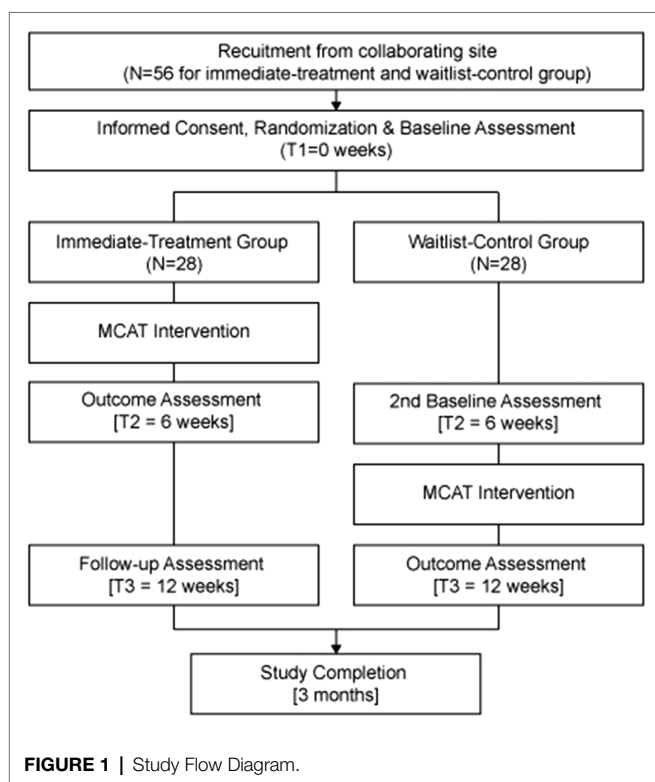 Recuitment from collaborating site
(N=56 for immediate-treatment and waitlist-control group)
Informed Consent, Randomization & Baseline Assessment
(T1=0 weeks)
Immediate-Treatment Group
(N=28)
Waitlist-Control Group
(N=28)
MCAT Intervention
Outcome Assessment
[T2 = 6 weeks]
2nd Baseline Assessment
[T2 = 6 weeks]
MCAT Intervention
Follow-up Assessment
[T3 = 12 weeks]
Outcome Assessment
[T3 = 12 weeks]
Study Completion
[3 months]
FIGURE 1 | Study Flow Diagram.